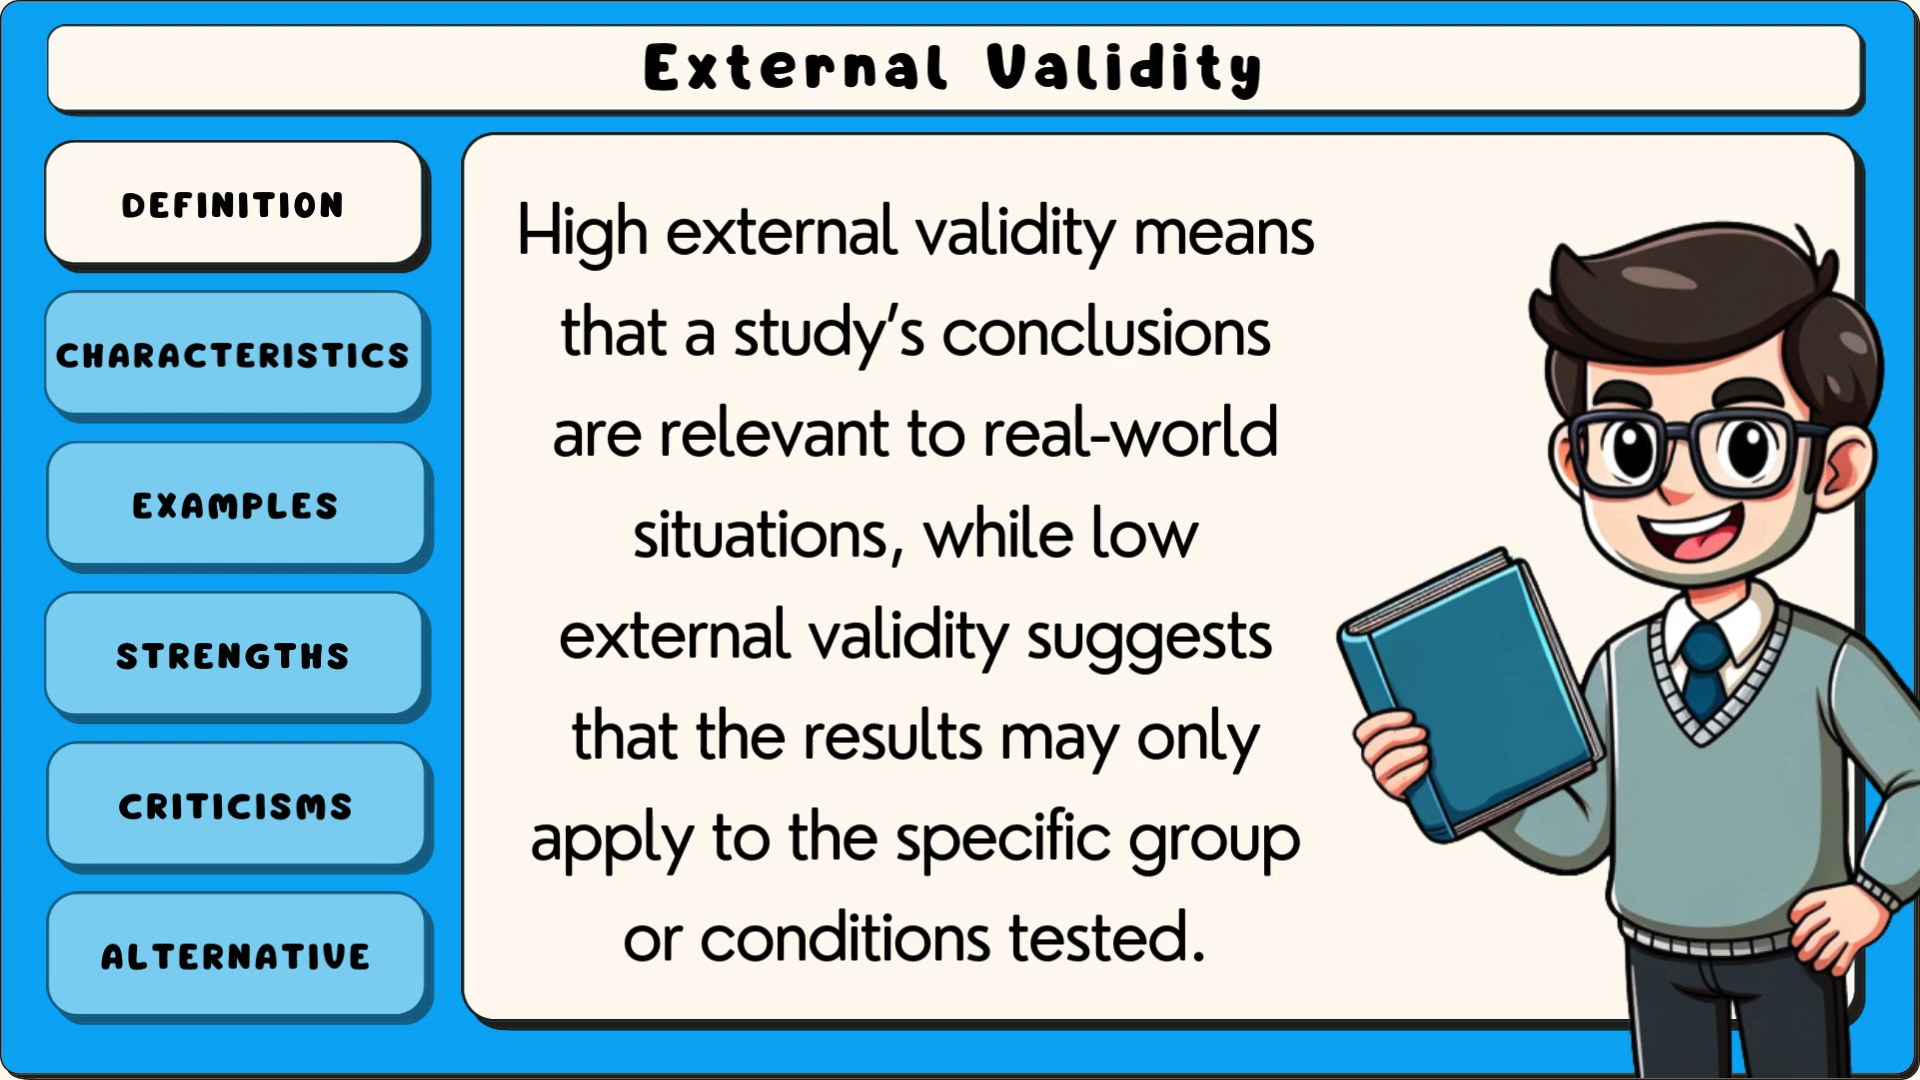 External Validity
DEFINITION
CHARACTERISTICS
EXAMPLES
STRENGTHS
CRITICISMS
ALTERNATIVE
High external validity means
that a study’s conclusions
are relevant to real-world
situations, while low
external validity suggests
that the results may only
apply to the specific group
or conditions tested.